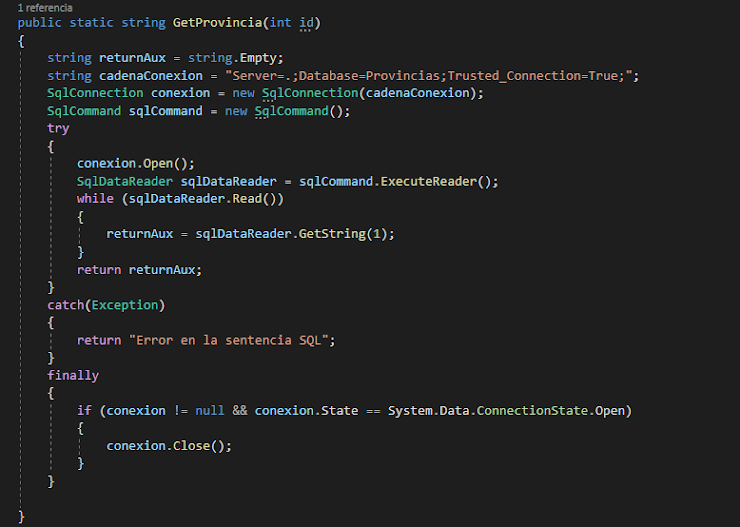 1 referencia
public static string GetProvincia(int id)
{
string returnAux = string.Empty;
string cadenaConexion = "Server=.;Database=Provincias;Trusted_Connection=True;";
SqlConnection conexion = new SqlConnection(cadenaConexion);
SqlCommand sqlCommand = new SqlCommand();
try
{
conexion.Open();
SqlDataReader sqlDataReader = sqlCommand.ExecuteReader();
while (sqlDataReader.Read())
{
returnAux = sqlDataReader.GetString(1);
}
return returnAux;
}
catch(Exception)
{
return "Error en la sentencia SQL";
}
finally
{
if (conexion != null && conexion.State == System.Data.ConnectionState.Open)
{
conexion.Close();
}
}
}